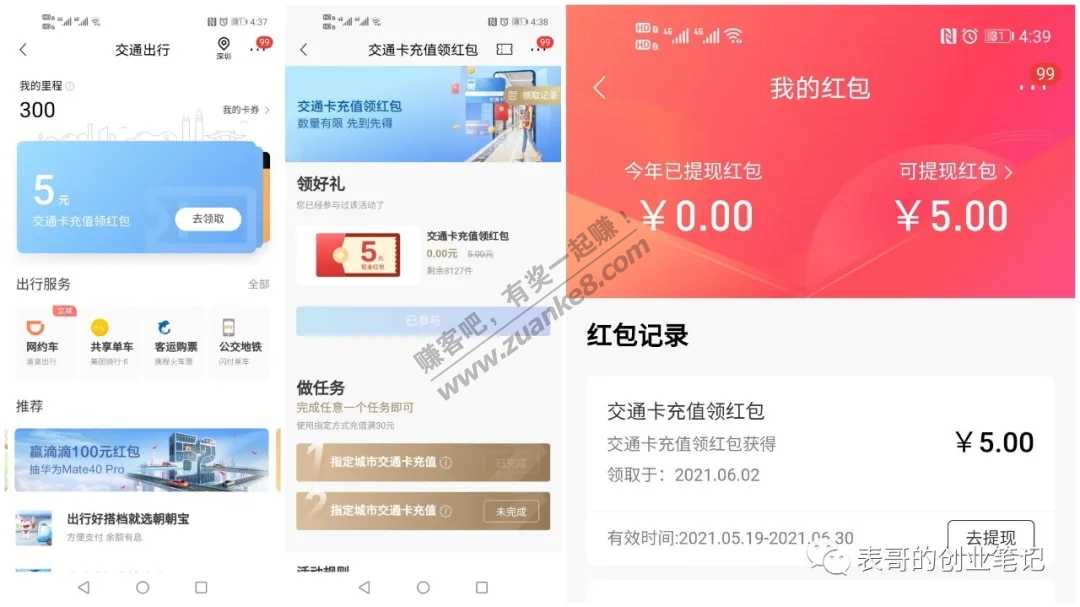 4:37
交通出行
深圳
99
我的里程
300
我的卡券
5元
交通卡充值领红包
去领取
出行服务
全部
立减
网约车
共享单车
客运购票
公交地铁
滴滴出行
美团骑行卡
携程火车票
闪付乘车
推荐
赢滴滴100元红包
抽华为Mate40 Pro
出行好搭档就选朝朝宝
方便支付 余额有息
4:38
交通卡充值领红包
99
交通卡充值领红包
数量有限 先到先得
领取记录
领好礼
您已经参与过该活动了
5元
现金红包
交通卡充值领红包
0.00元 5.00元
剩余8127件
已参与
做任务
完成任意一个任务即可
使用指定方式充值满30元
1 指定城市交通卡充值
已完成
2 指定城市交通卡充值
未完成
活动规则
HD 4G 4G
HD
81
4:39
我的红包
99
今年已提现红包
¥0.00
可提现红包
¥5.00
红包记录
交通卡充值领红包
交通卡充值领红包获得
领取于：2021.06.02
¥5.00
有效时间:2021.05.19-2021.06.30
去提现
表哥的创业笔记
赚客吧，有奖一起赚！
www.zuanke8.com